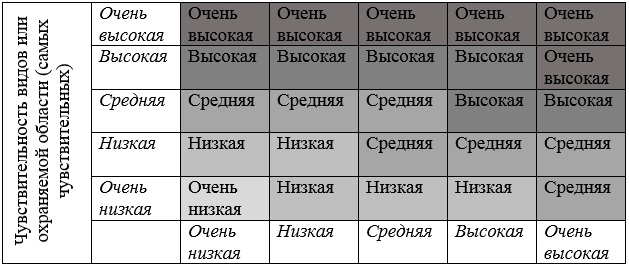 Чувствительность видов или
охраняемой области (самых
чувствительных)
Очень Очень Очень Очень Очень Очень
высокая высокая высокая высокая высокая высокая
Высокая Высокая Высокая Высокая Высокая Очень
высокая
Средняя Средняя Средняя Средняя Высокая Высокая
Низкая Низкая Низкая Средняя Средняя Средняя
Очень Очень Низкая Низкая Низкая Средняя
низкая низкая
Очень Низкая Средняя Высокая Очень
низкая высокая